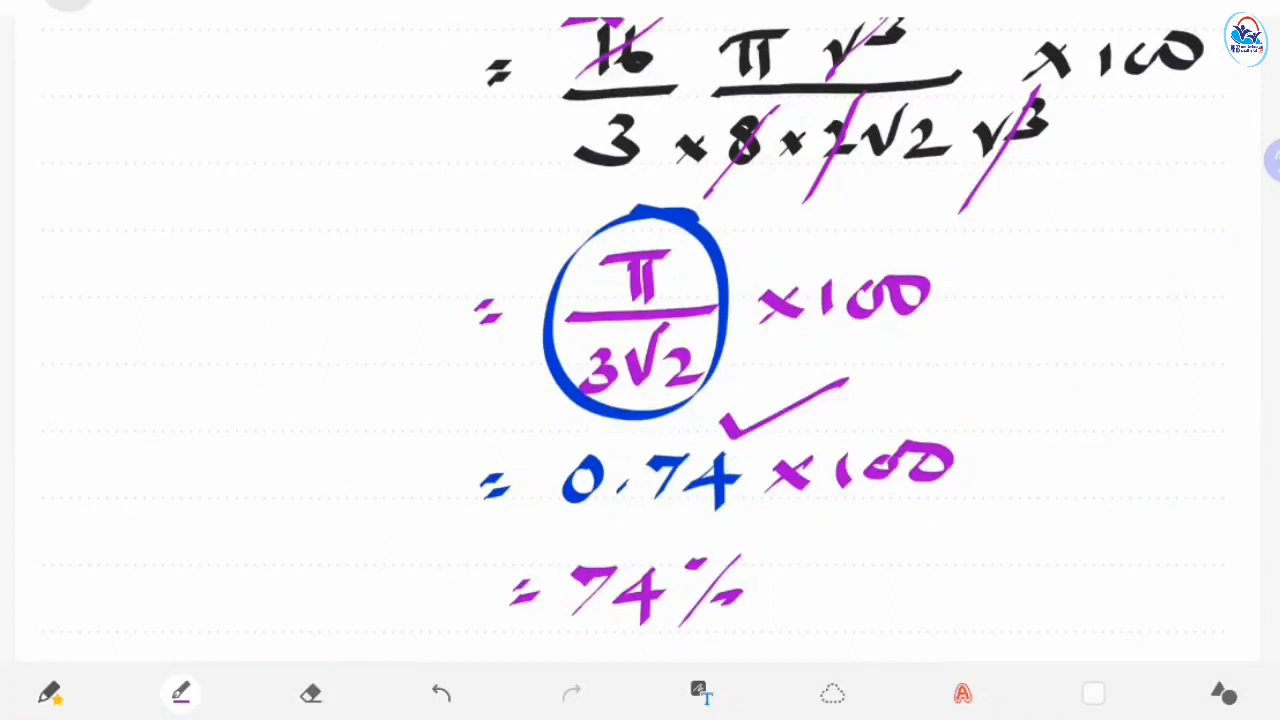 = 16/3 π r³/(× 8 × 2√2 r³) × 100
= π/(3√2) × 100
= 0.74 × 100
= 74%